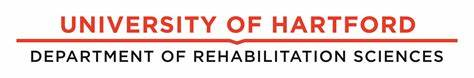 UNIVERSITY OF HARTFORD
DEPARTMENT OF REHABILITATION SCIENCES